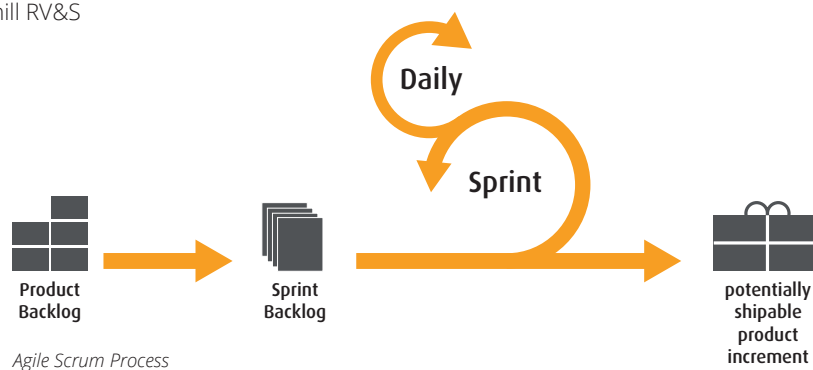 hill RV&S
Daily
Sprint
Product
Backlog
Sprint
Backlog
potentially
shipable
product
increment
Agile Scrum Process